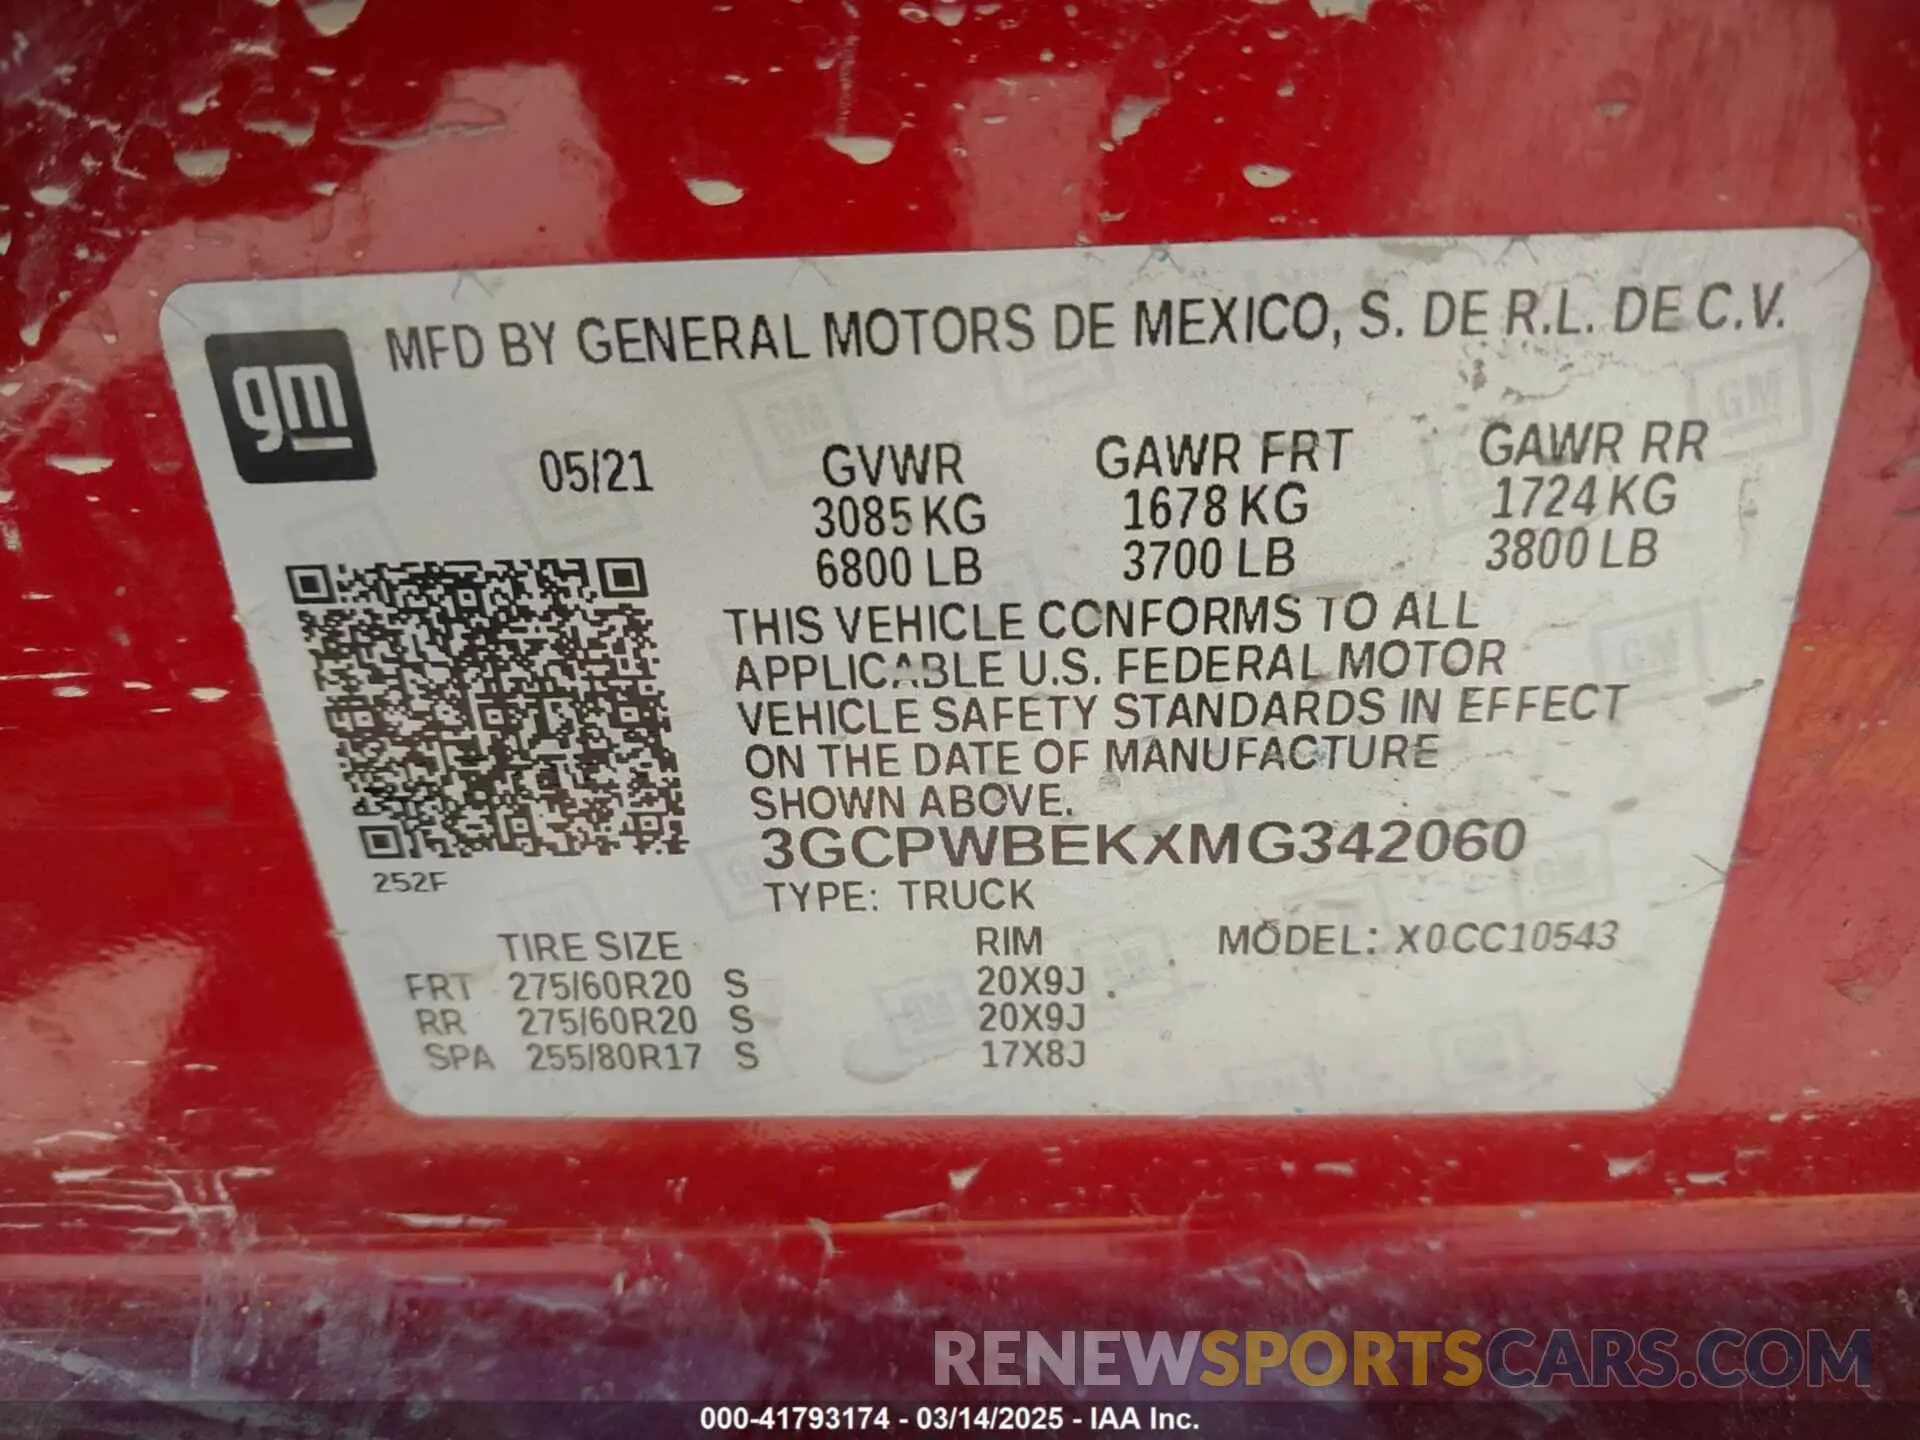 gm MFD BY GENERAL MOTORS DE MEXICO, S. DE R.L. DE C.V.
05/21 GVWR GAWR FRT GAWR RR
3085 KG 1678 KG 1724 KG
6800 LB 3700 LB 3800 LB
THIS VEHICLE CONFORMS TO ALL
APPLICABLE U.S. FEDERAL MOTOR
VEHICLE SAFETY STANDARDS IN EFFECT
ON THE DATE OF MANUFACTURE
SHOWN ABOVE.
3GCPWBEKXMG342060
252F
TYPE: TRUCK
TIRE SIZE RIM MODEL: X0CC10543
FRT 275/60R20 S 20X9J
RR 275/60R20 S 20X9J
SPA 255/80R17 S 17X8J
RENEWSPORTSCARS.COM
000-41793174 - 03/14/2025 - IAA Inc.